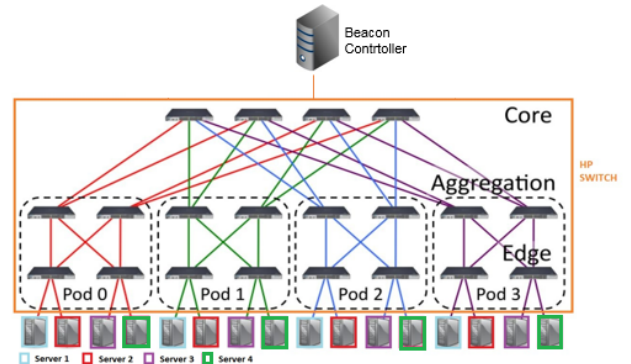 Beacon
Contrtoller
Core
HP
SWITCH
Aggregation
Edge
Pod 0
Pod 1
Pod 2
Pod 3
Server 1
Server 2
Server 3
Server 4